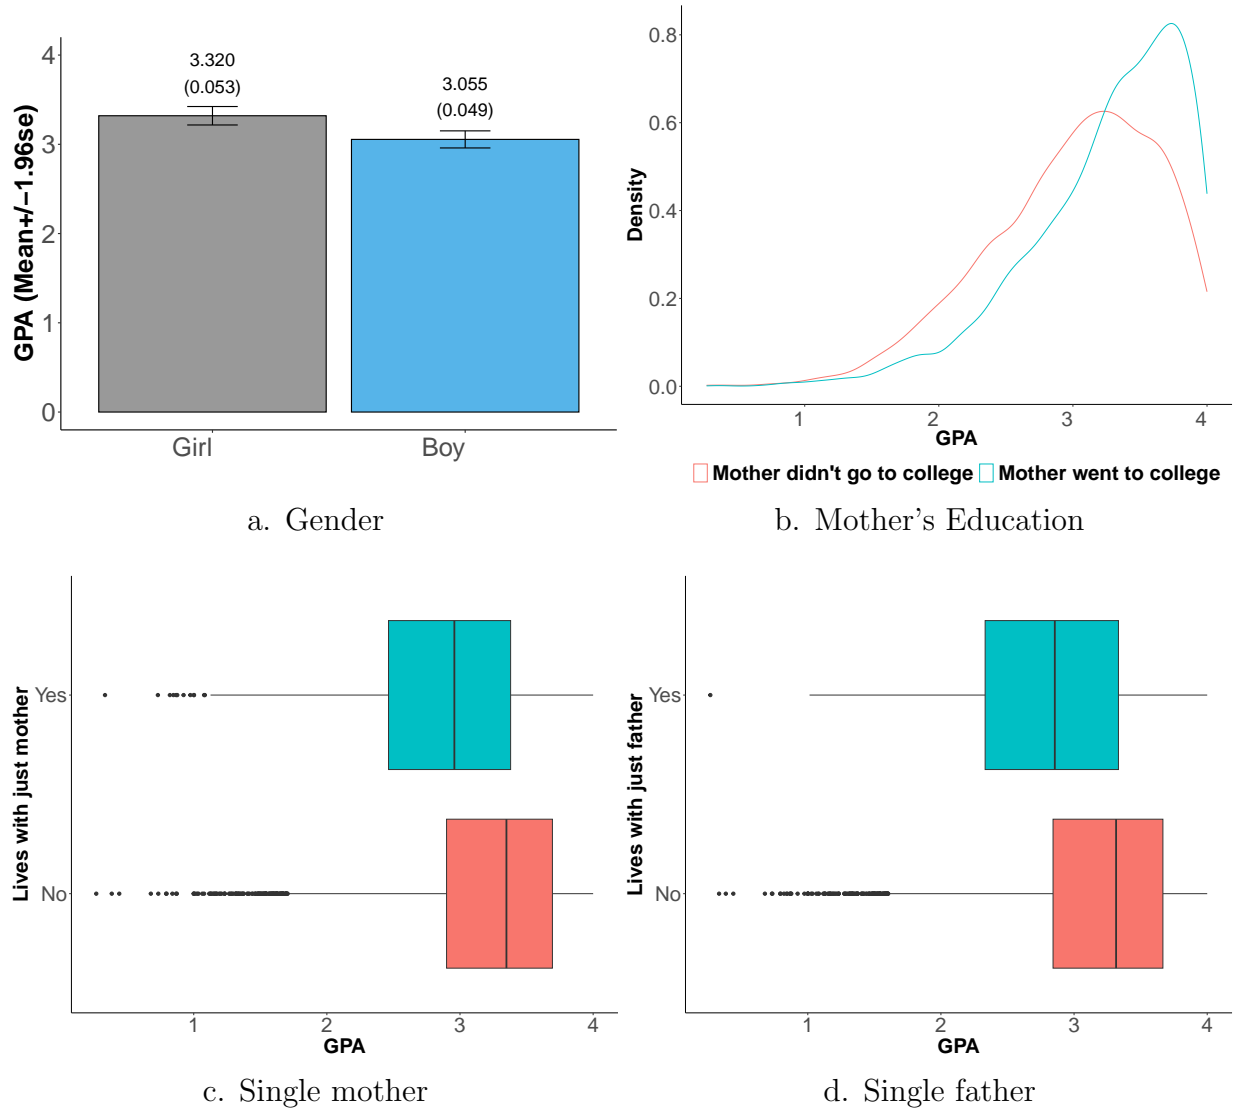 GPA (Mean+/−1.96se)
4
3
2
1
0
3.320
(0.053)
3.055
(0.049)
Girl
Boy
a. Gender
Density
0.8
0.6
0.4
0.2
0.0
1
2
3
4
GPA
Mother didn't go to college
Mother went to college
b. Mother's Education
Lives with just mother
Yes
No
1
2
3
4
GPA
c. Single mother
Lives with just father
Yes
No
1
2
3
4
GPA
d. Single father